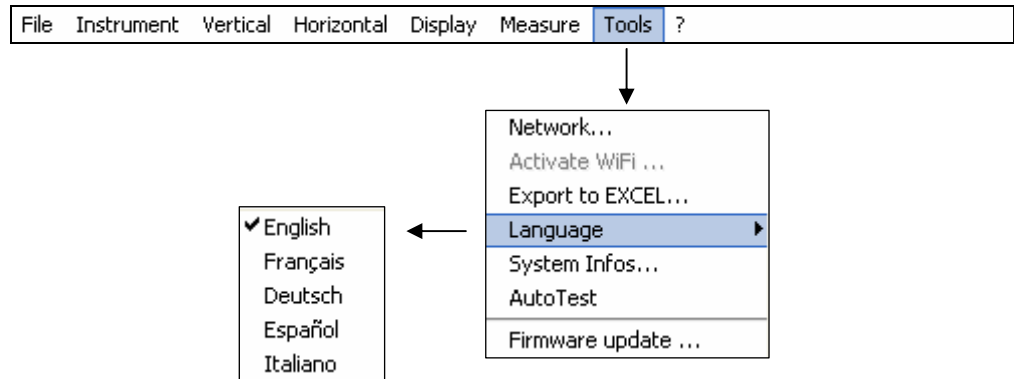 File Instrument Vertical Horizontal Display Measure Tools ?
Network...
Activate WiFi ...
Export to EXCEL...
Language
System Infos...
AutoTest
Firmware update ...
✔English
Français
Deutsch
Español
Italiano